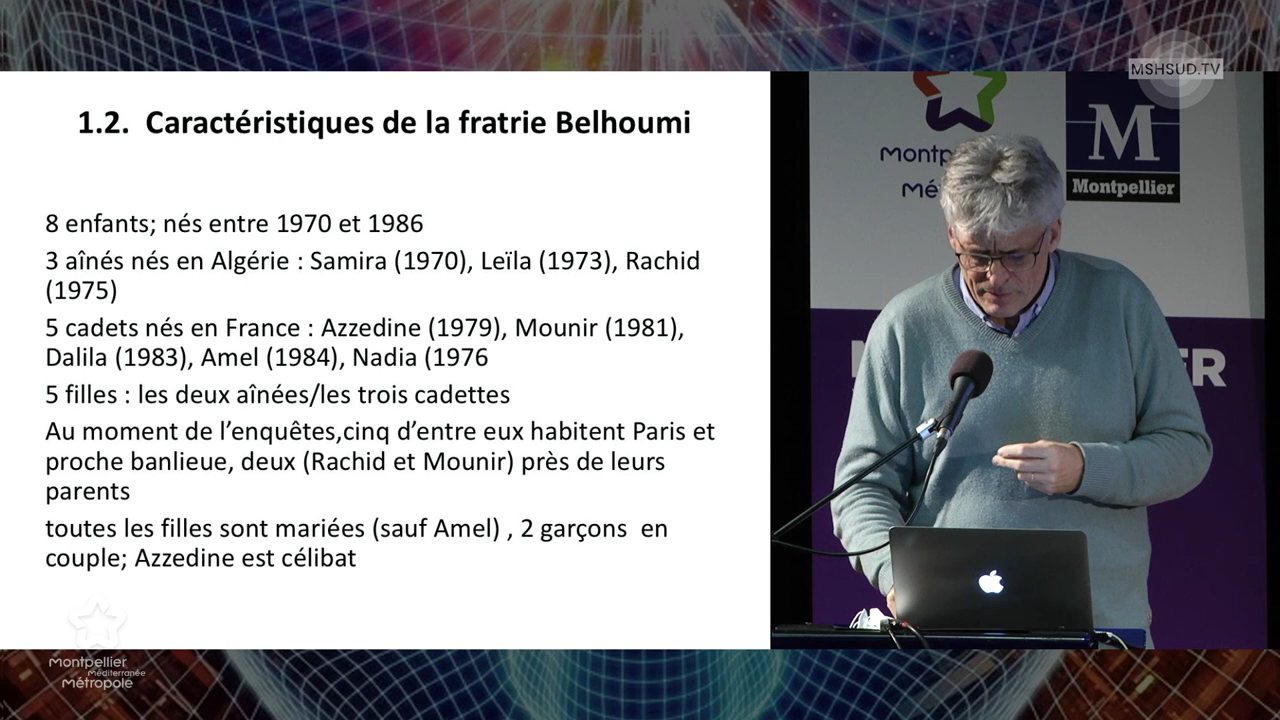 MSHSUD.TV
1.2. Caractéristiques de la fratrie Belhoumi
8 enfants; nés entre 1970 et 1986
3 aînés nés en Algérie : Samira (1970), Leïla (1973), Rachid
(1975)
5 cadets nés en France : Azzedine (1979), Mounir (1981),
Dalila (1983), Amel (1984), Nadia (1976
5 filles : les deux aînées/les trois cadettes
Au moment de l’enquêtes,cinq d’entre eux habitent Paris et
proche banlieue, deux (Rachid et Mounir) près de leurs
parents
toutes les filles sont mariées (sauf Amel) , 2 garçons en
couple; Azzedine est célibat
Montpellier
Méditerranée
Métropole
M
Montpellier